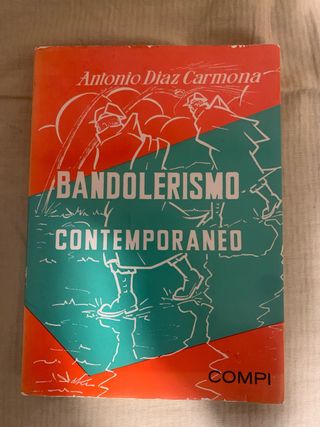 Antonio Díaz Carmona
BANDOLERISMO
CONTEMPORANEO
COMPI